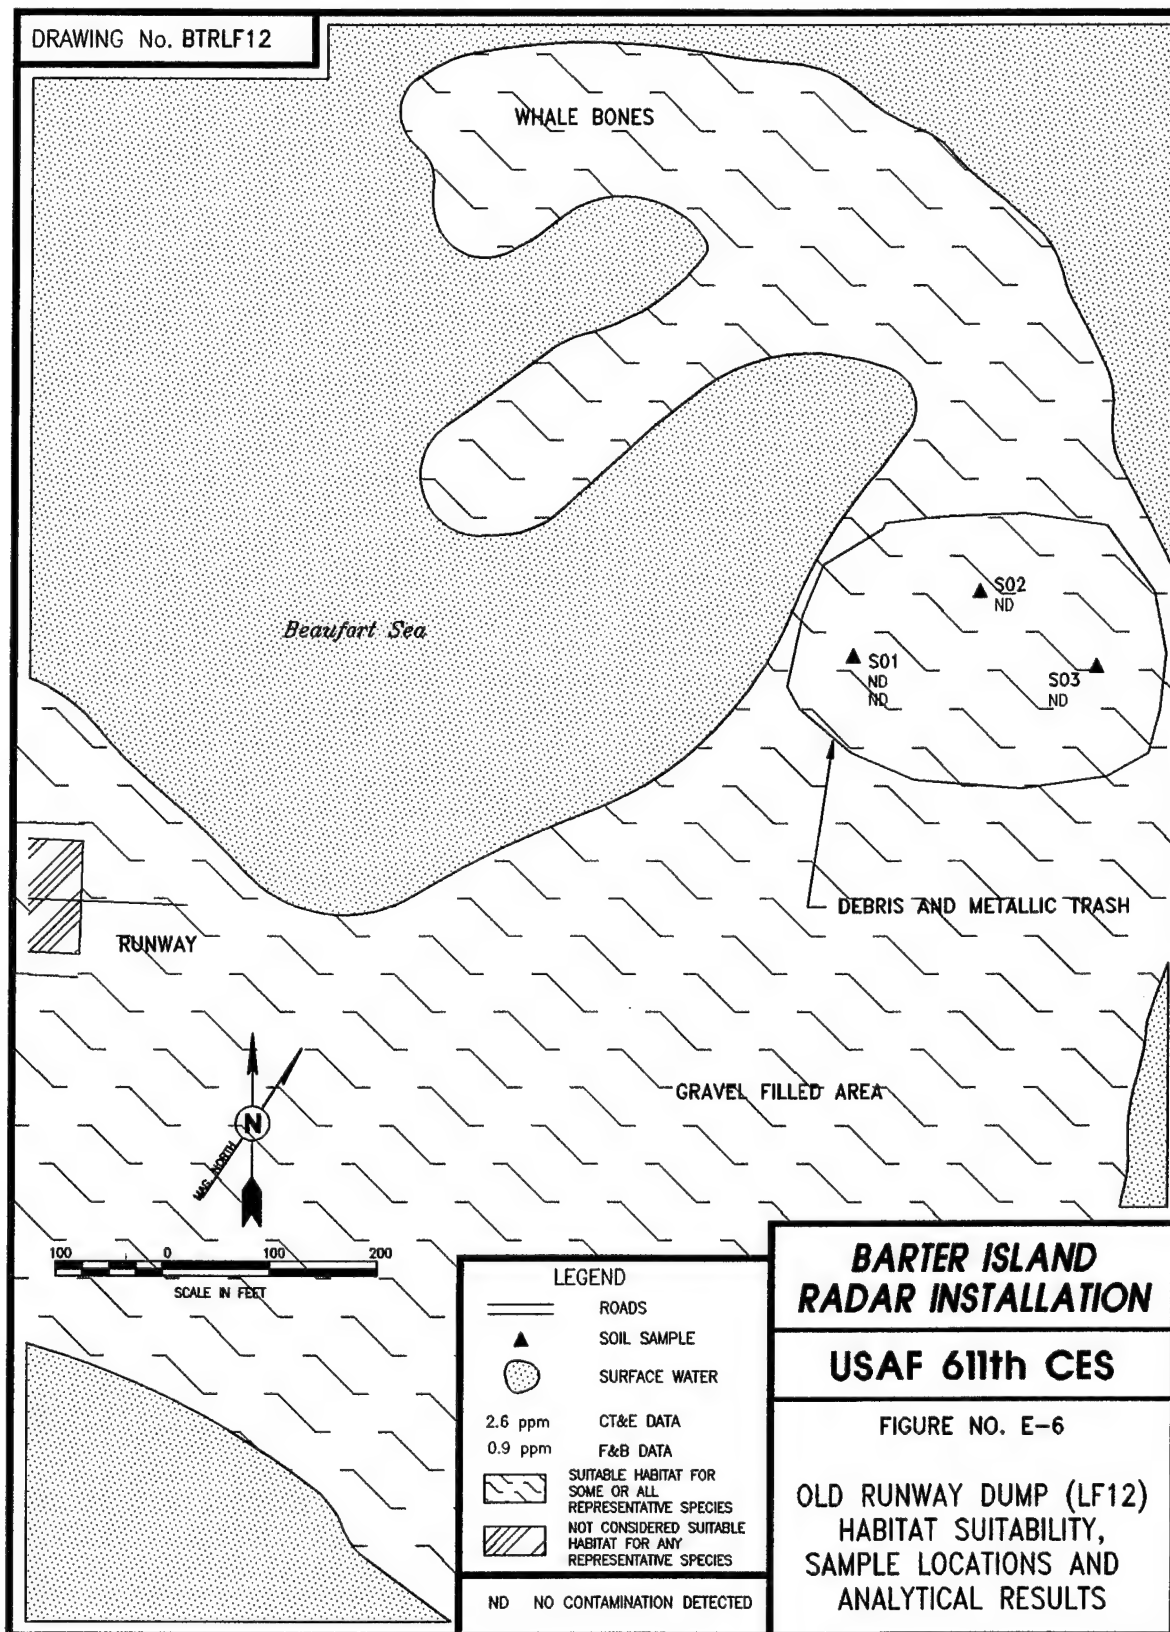 DRAWING No. BTRLF12
WHALE BONES
Beaufort Sea
S02
ND
S01
ND
ND
S03
ND
DEBRIS AND METALLIC TRASH
RUNWAY
GRAVEL FILLED AREA
N
MAG. NORTH
100 0 100 200
SCALE IN FEET
LEGEND
ROADS
SOIL SAMPLE
SURFACE WATER
2.6 ppm CT&E DATA
0.9 ppm F&B DATA
SUITABLE HABITAT FOR
SOME OR ALL
REPRESENTATIVE SPECIES
NOT CONSIDERED SUITABLE
HABITAT FOR ANY
REPRESENTATIVE SPECIES
ND NO CONTAMINATION DETECTED
BARTER ISLAND
RADAR INSTALLATION
USAF 611th CES
FIGURE NO. E-6
OLD RUNWAY DUMP (LF12)
HABITAT SUITABILITY,
SAMPLE LOCATIONS AND
ANALYTICAL RESULTS